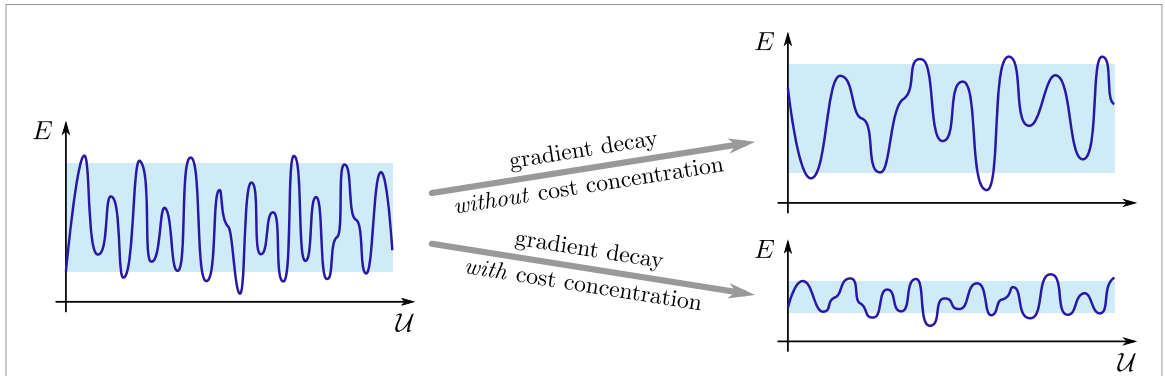 E
U
gradient decay
without cost concentration
gradient decay
with cost concentration
E
E
U